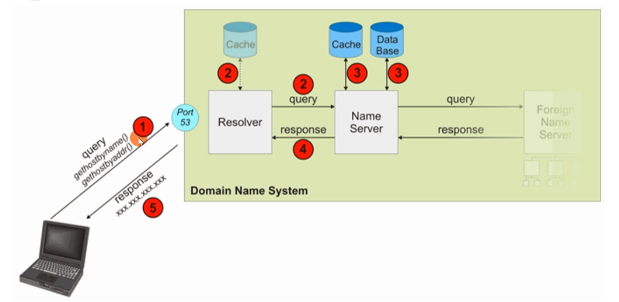 Cache
Cache
Data
Base
2
3
3
2
1
Port
53
query
gethostbyname()
gethostbyaddr()
Resolver
query
response
4
Name
Server
query
response
Foreign
Name
Server
response
xxx.xxx.xxx.xxx
5
Domain Name System